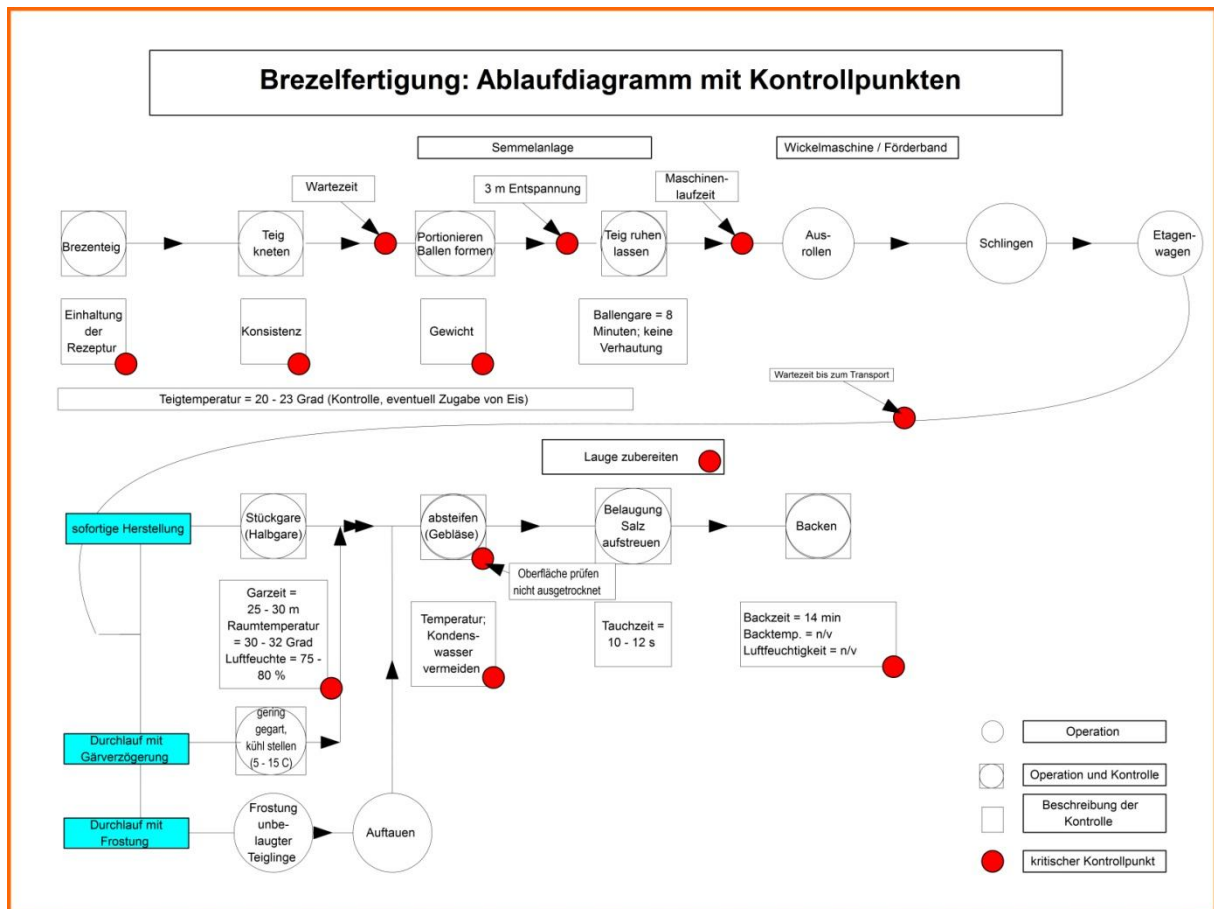 Brezelfertigung: Ablaufdiagramm mit Kontrollpunkten
Semmelanlage
Wickelmaschine / Förderband
Wartezeit
3 m Entspannung
Maschinen-
laufzeit
Brezenteig
Teig
kneten
Portionieren
Ballen formen
Teig ruhen
lassen
Aus-
rollen
Schlingen
Etagen-
wagen
Einhaltung
der
Rezeptur
Konsistenz
Gewicht
Ballengare = 8
Minuten; keine
Verhautung
Wartezeit bis zum Transport
Teigtemperatur = 20 - 23 Grad (Kontrolle, eventuell Zugabe von Eis)
Lauge zubereiten
sofortige Herstellung
Stückgare
(Halbgare)
absteifen
(Gebläse)
Belaugung
Salz
aufstreuen
Backen
Oberfläche prüfen
nicht ausgetrocknet
Garzeit =
25 - 30 m
Raumtemperatur
= 30 - 32 Grad
Luftfeuchte = 75 -
80 %
Temperatur;
Kondens-
wasser
vermeiden
Tauchzeit =
10 - 12 s
Backzeit = 14 min
Backtemp. = n/v
Luftfeuchtigkeit = n/v
Durchlauf mit
Gärverzögerung
gering
gegart,
kühl stellen
(5 - 15 C)
Durchlauf mit
Frostung
Frostung
unbe-
laugter
Teiglinge
Auftauen
Operation
Operation und Kontrolle
Beschreibung der
Kontrolle
kritischer Kontrollpunkt